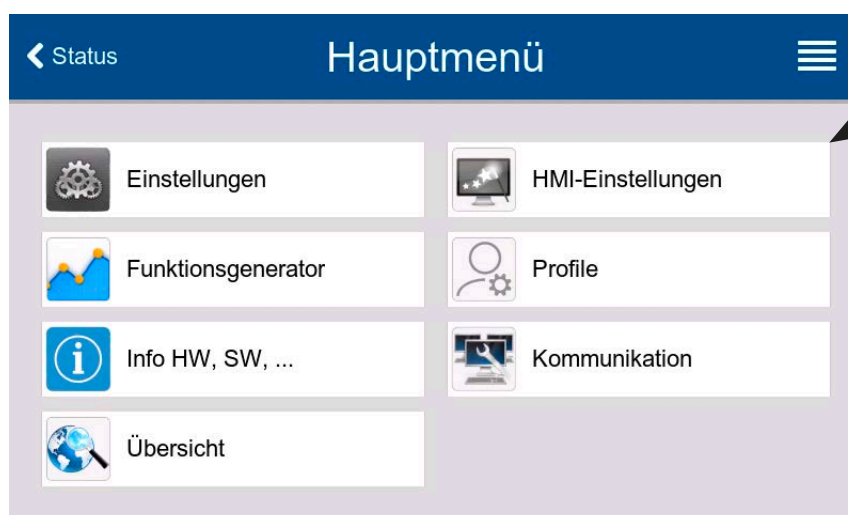 Status
Hauptmenü
Einstellungen
HMI-Einstellungen
Funktionsgenerator
Profile
Info HW, SW, ...
Kommunikation
Übersicht